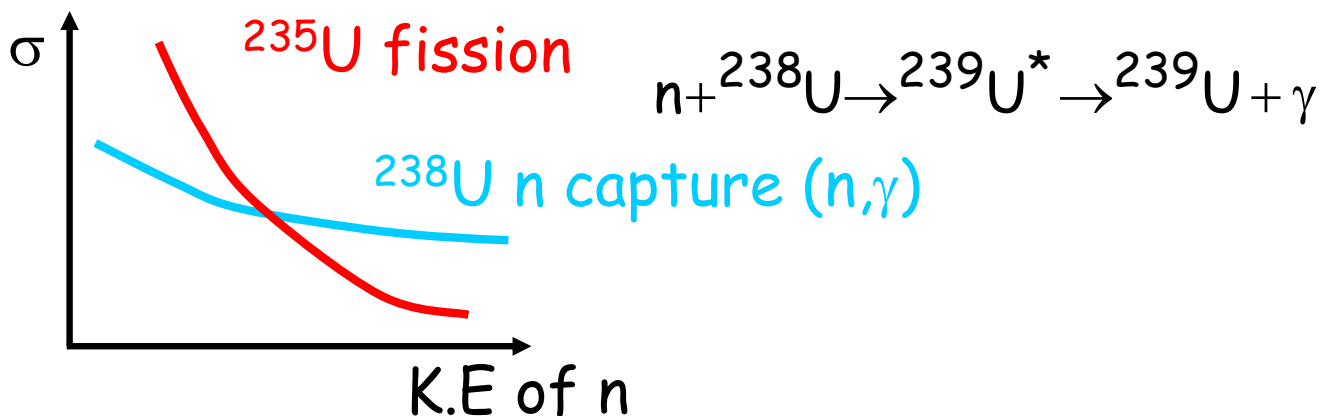 σ
²³⁵U fission
n+²³⁸U→²³⁹U*→²³⁹U+γ
²³⁸U n capture (n,γ)
K.E of n